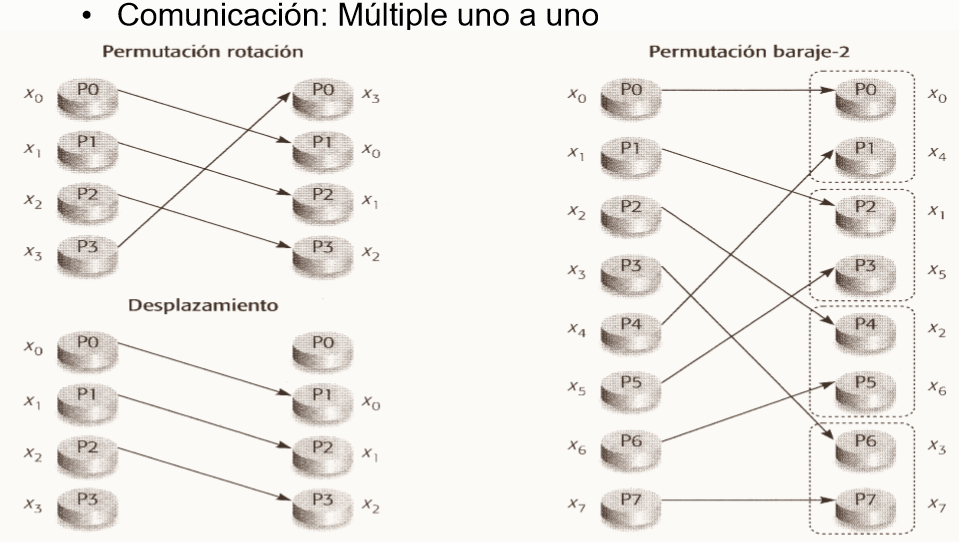 • Comunicación: Múltiple uno a uno
Permutación rotación
x0 P0 P0 x3
x1 P1 P1 x0
x2 P2 P2 x1
x3 P3 P3 x2
Desplazamiento
x0 P0 P0
x1 P1 P1 x0
x2 P2 P2 x1
x3 P3 P3 x2
Permutación baraje-2
x0 P0 P0 x0
x1 P1 P1 x4
x2 P2 P2 x1
x3 P3 P3 x5
x4 P4 P4 x2
x5 P5 P5 x6
x6 P6 P6 x3
x7 P7 P7 x7